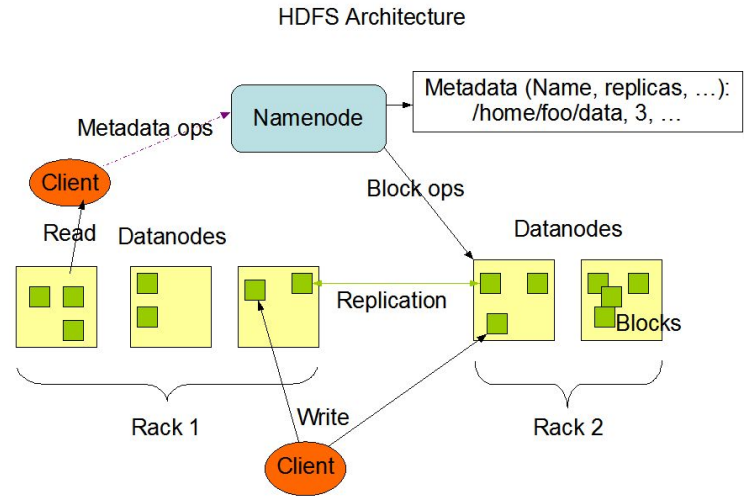 HDFS Architecture
Metadata (Name, replicas, ...):
/home/foo/data, 3, ...
Namenode
Metadata ops
Client
Block ops
Read
Datanodes
Datanodes
Replication
Blocks
Rack 1
Write
Rack 2
Client